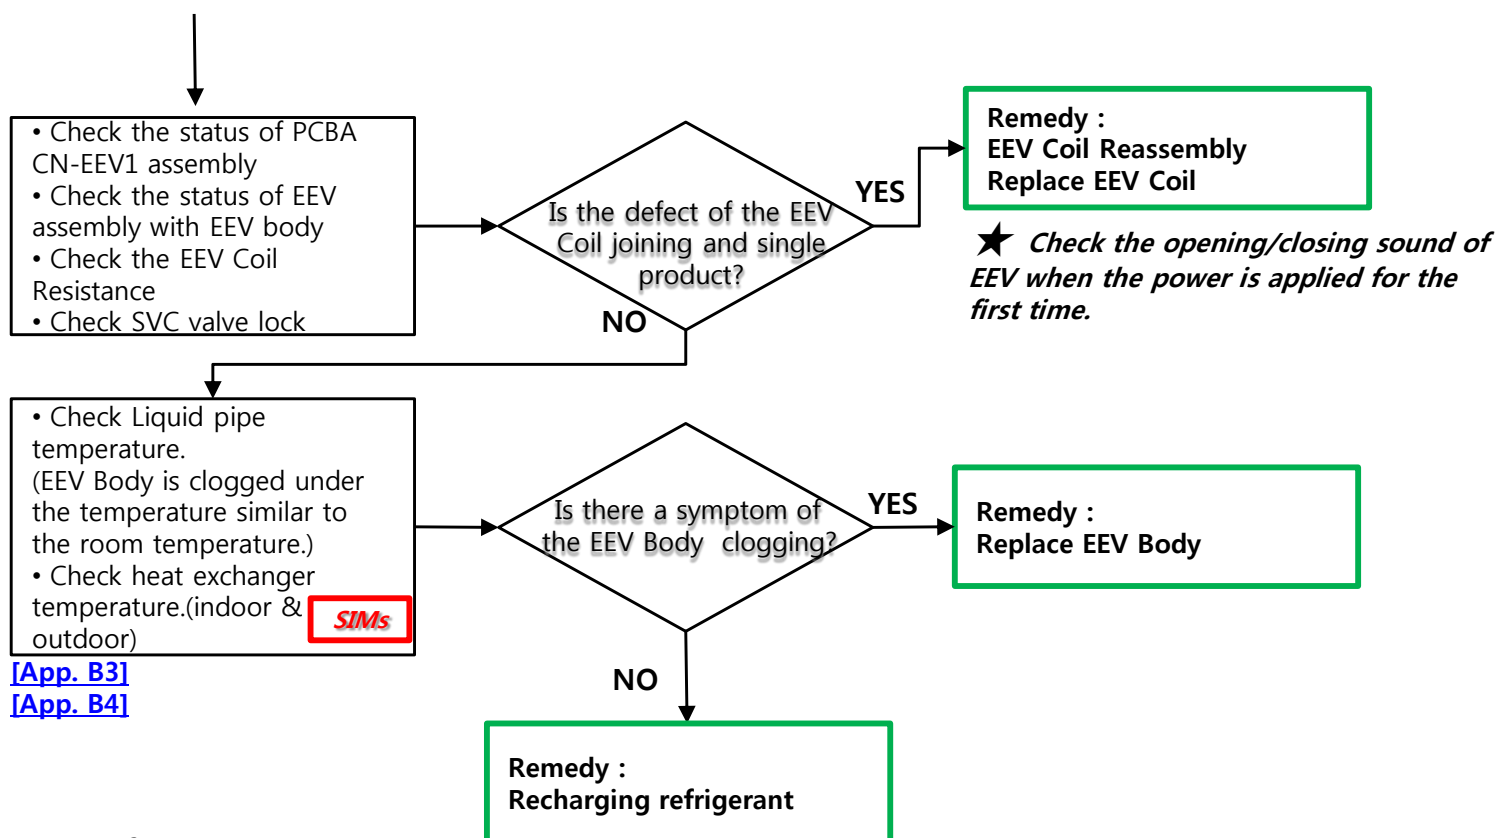 • Check the status of PCBA
CN-EEV1 assembly
• Check the status of EEV
assembly with EEV body
• Check the EEV Coil
Resistance
• Check SVC valve lock
Is the defect of the EEV
Coil joining and single
product?
YES
NO
Remedy :
EEV Coil Reassembly
Replace EEV Coil
★ Check the opening/closing sound of
EEV when the power is applied for the
first time.
• Check Liquid pipe
temperature.
(EEV Body is clogged under
the temperature similar to
the room temperature.)
• Check heat exchanger
temperature.(indoor &
outdoor)
SIMs
[App. B3]
[App. B4]
Is there a symptom of
the EEV Body clogging?
YES
NO
Remedy :
Replace EEV Body
Remedy :
Recharging refrigerant